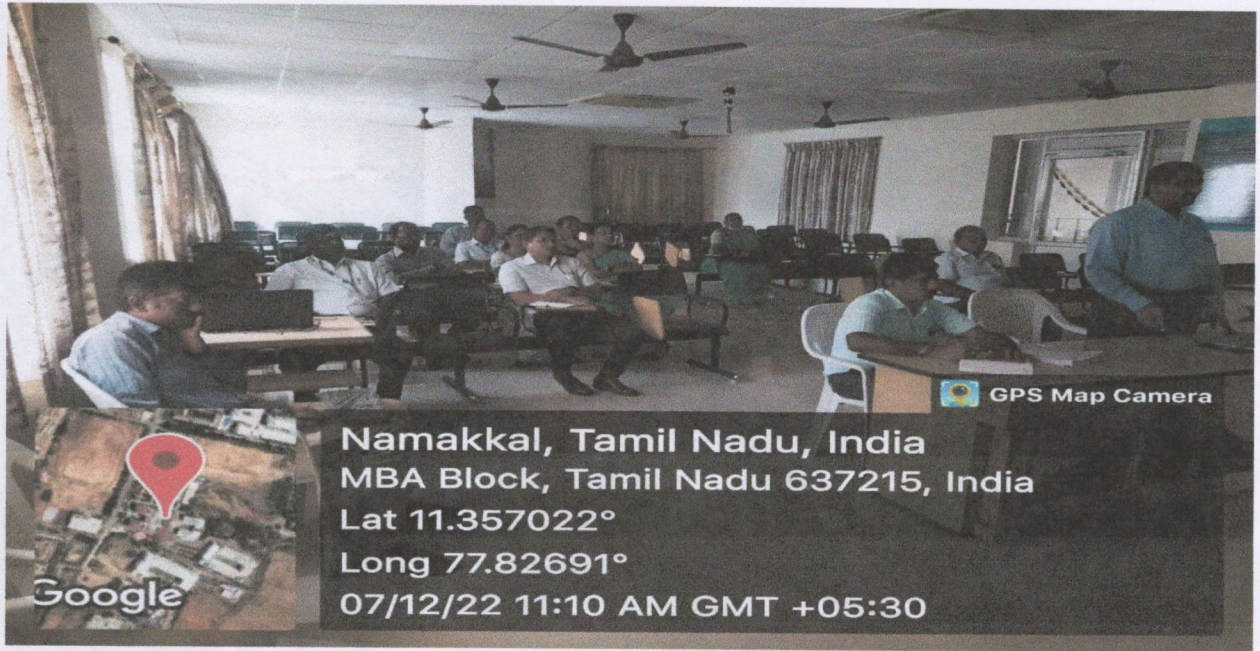 GPS Map Camera
Namakkal, Tamil Nadu, India
MBA Block, Tamil Nadu 637215, India
Lat 11.357022°
Long 77.82691°
07/12/22 11:10 AM GMT +05:30
Google